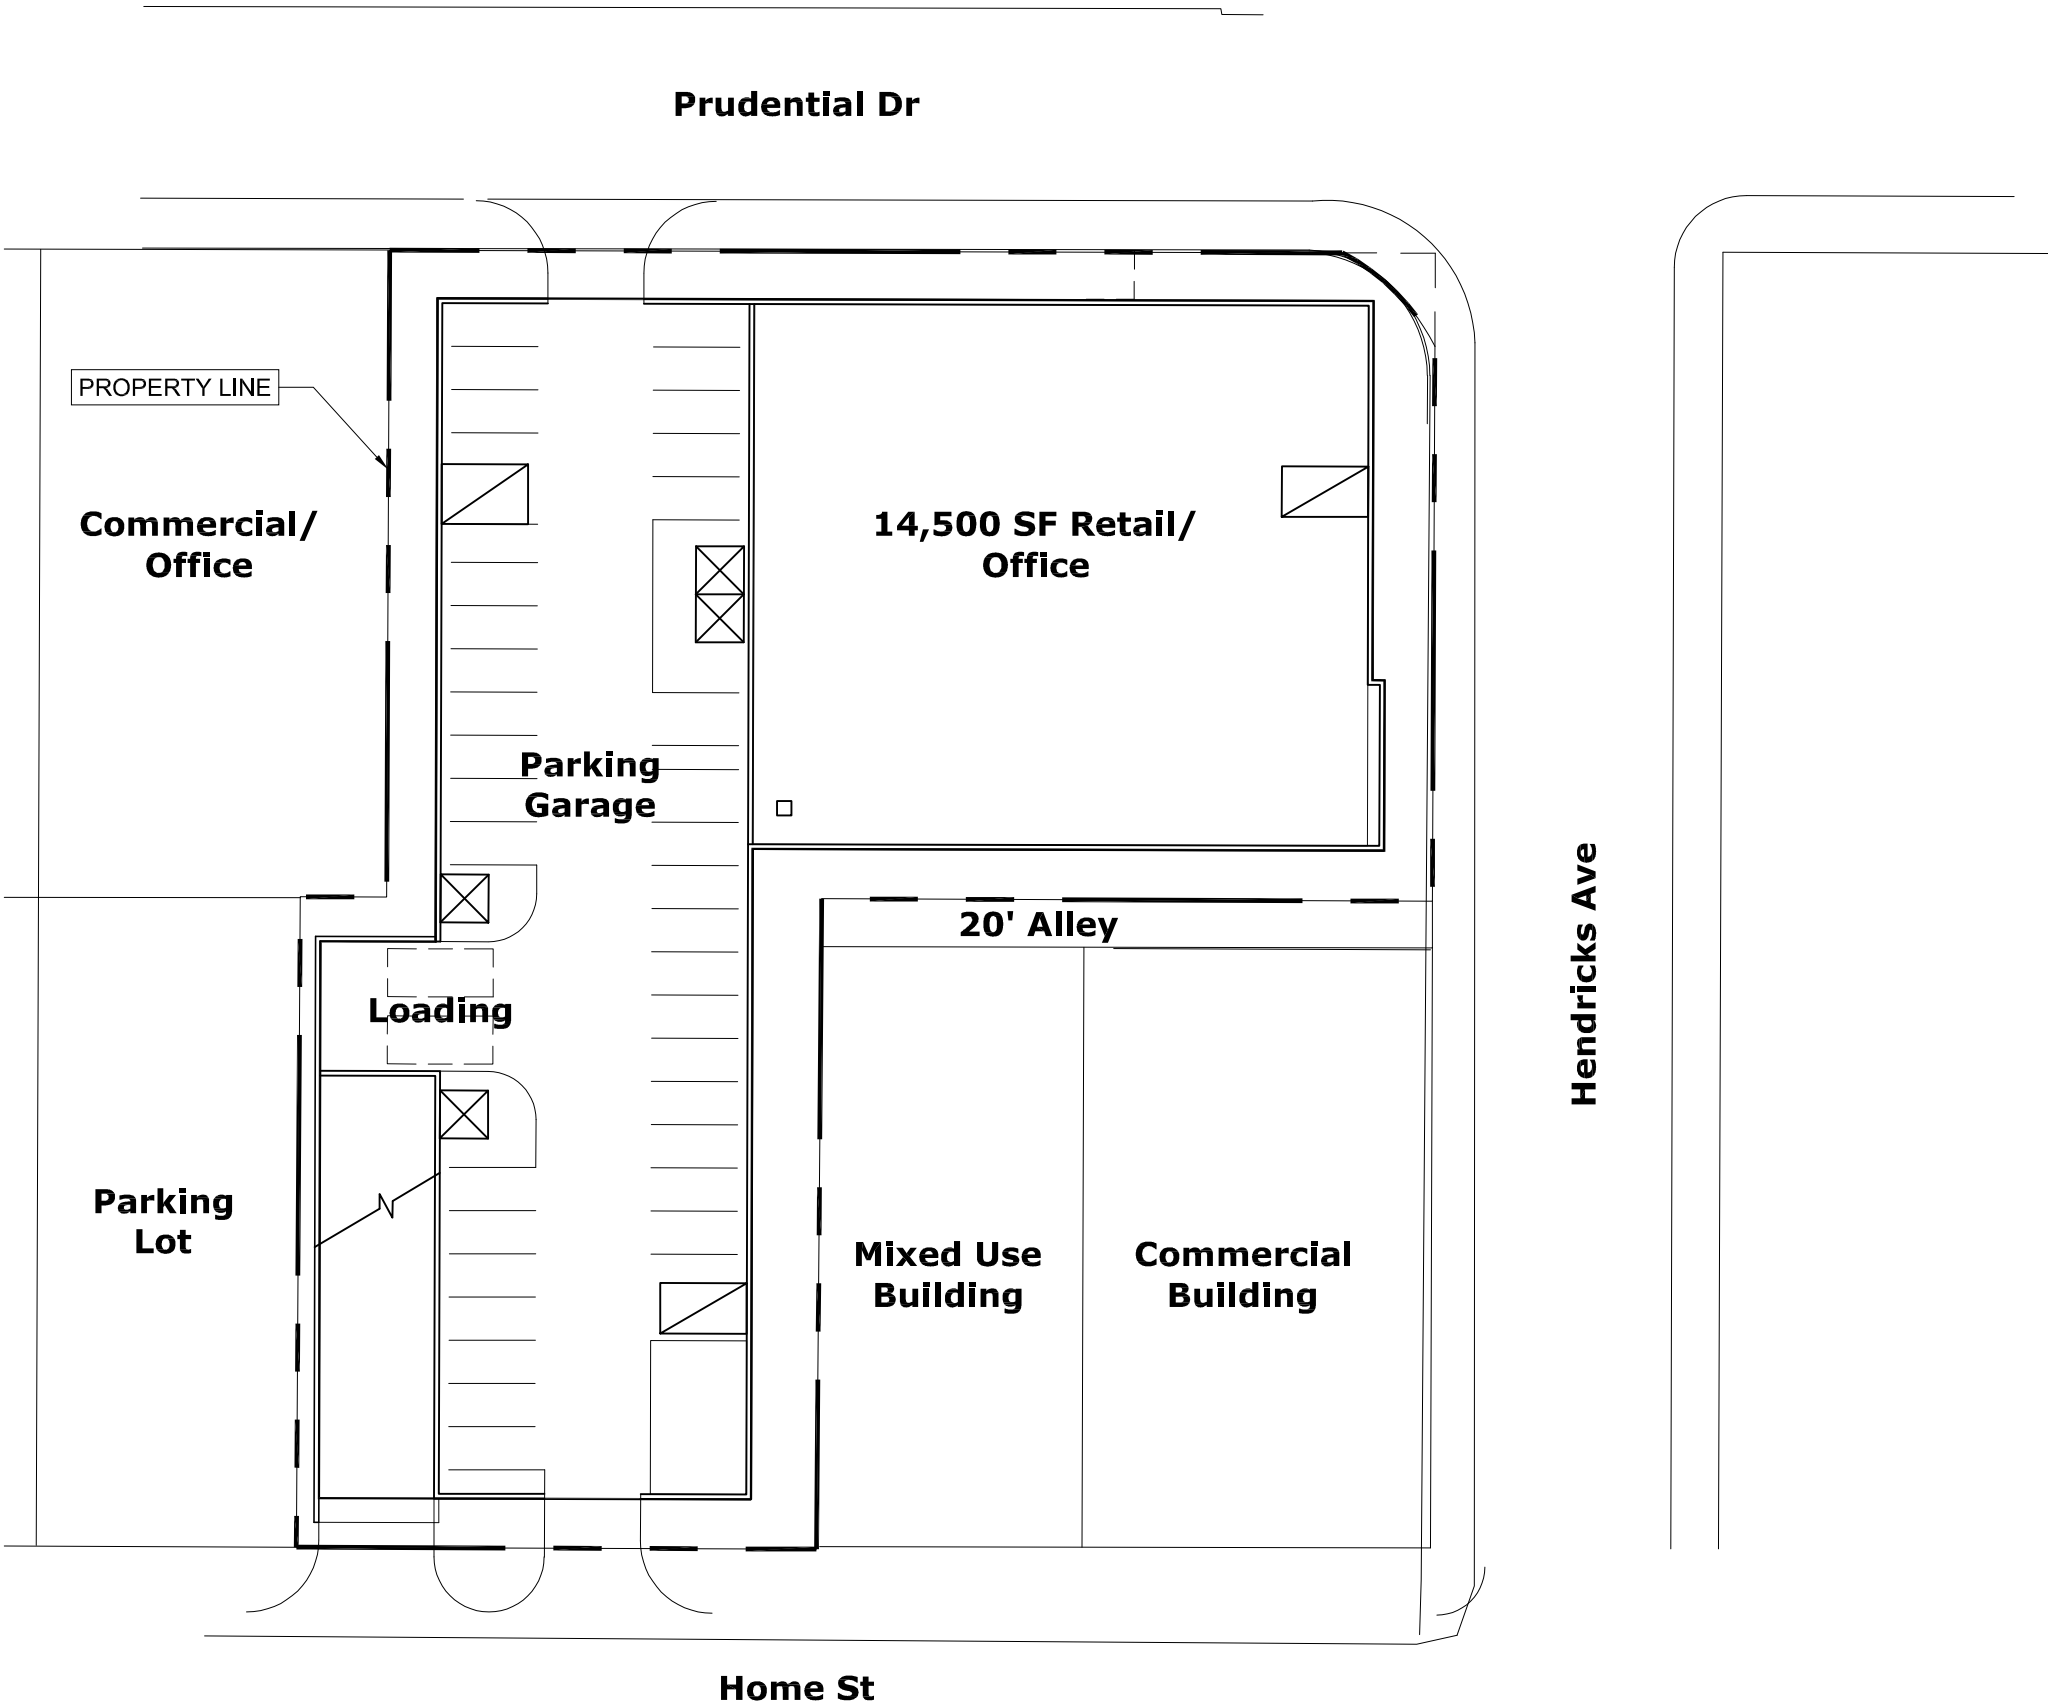 Prudential Dr
PROPERTY LINE
Commercial/
Office
14,500 SF Retail/
Office
Parking
Garage
20' Alley
Hendricks Ave
Loading
Parking
Lot
Mixed Use
Building
Commercial
Building
Home St